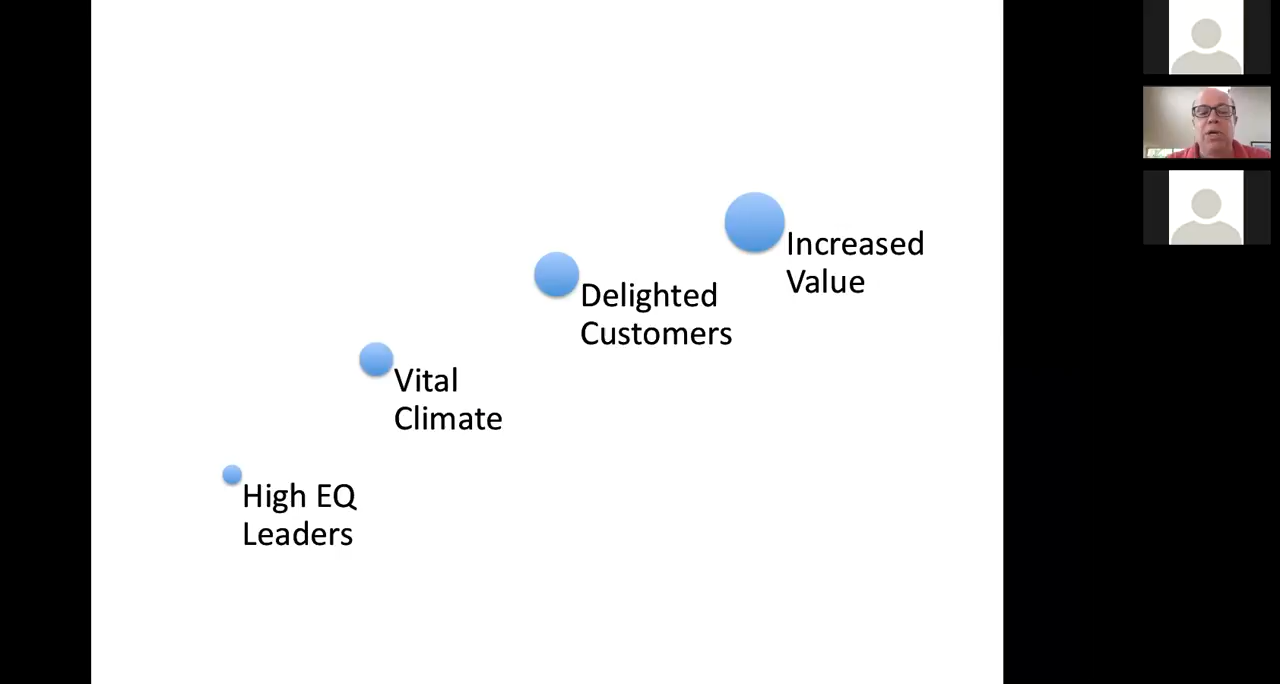 Increased
Value
Delighted
Customers
Vital
Climate
High EQ
Leaders